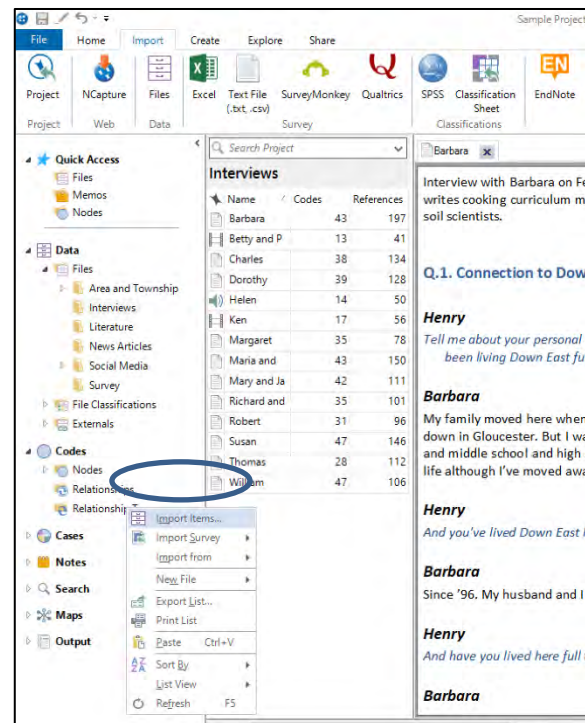 Sample Project
File Home Import Create Explore Share
Project NCapture Files Excel Text File (.txt, .csv) SurveyMonkey Qualtrics SPSS Classification Sheet EndNote
Project Web Data Survey Classifications
Quick Access
Files
Memos
Nodes
Data
Files
Area and Township
Interviews
Literature
News Articles
Social Media
Survey
File Classifications
Externals
Codes
Nodes
Relationships
Cases
Notes
Search
Maps
Output
Search Project
Interviews
Name Codes References
Barbara 43 197
Betty and P 13 41
Charles 38 134
Dorothy 39 128
Helen 14 50
Ken 17 56
Margaret 35 78
Maria and 43 150
Mary and Ja 42 111
Richard and 35 101
Robert 31 96
Susan 47 146
Thomas 28 112
William 47 106
Import Items...
Import Survey
Import from
New File
Export List...
Print List
Paste Ctrl+V
Sort By
List View
Refresh F5
Barbara
Interview with Barbara on
writes cooking curriculum
soil scientists.
Q.1. Connection to
Henry
Tell me about your personal
been living Down East
Barbara
My family moved here when
down in Gloucester. But I
and middle school and high
life although I've moved
Henry
And you've lived Down East
Barbara
Since '96. My husband and I
Henry
And have you lived here full
Barbara